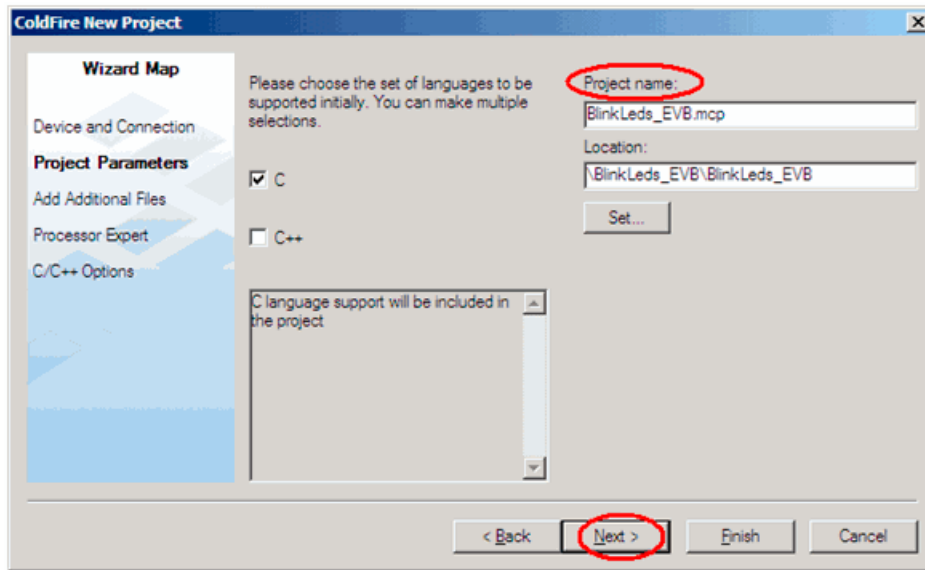 ColdFire New Project
Wizard Map
Device and Connection
Project Parameters
Add Additional Files
Processor Expert
C/C++ Options
Please choose the set of languages to be
supported initially. You can make multiple
selections.
C
C++
C language support will be included in
the project
Project name:
BlinkLeds_EVB.mcp
Location:
\BlinkLeds_EVB\BlinkLeds_EVB
Set...
< Back
Next >
Finish
Cancel